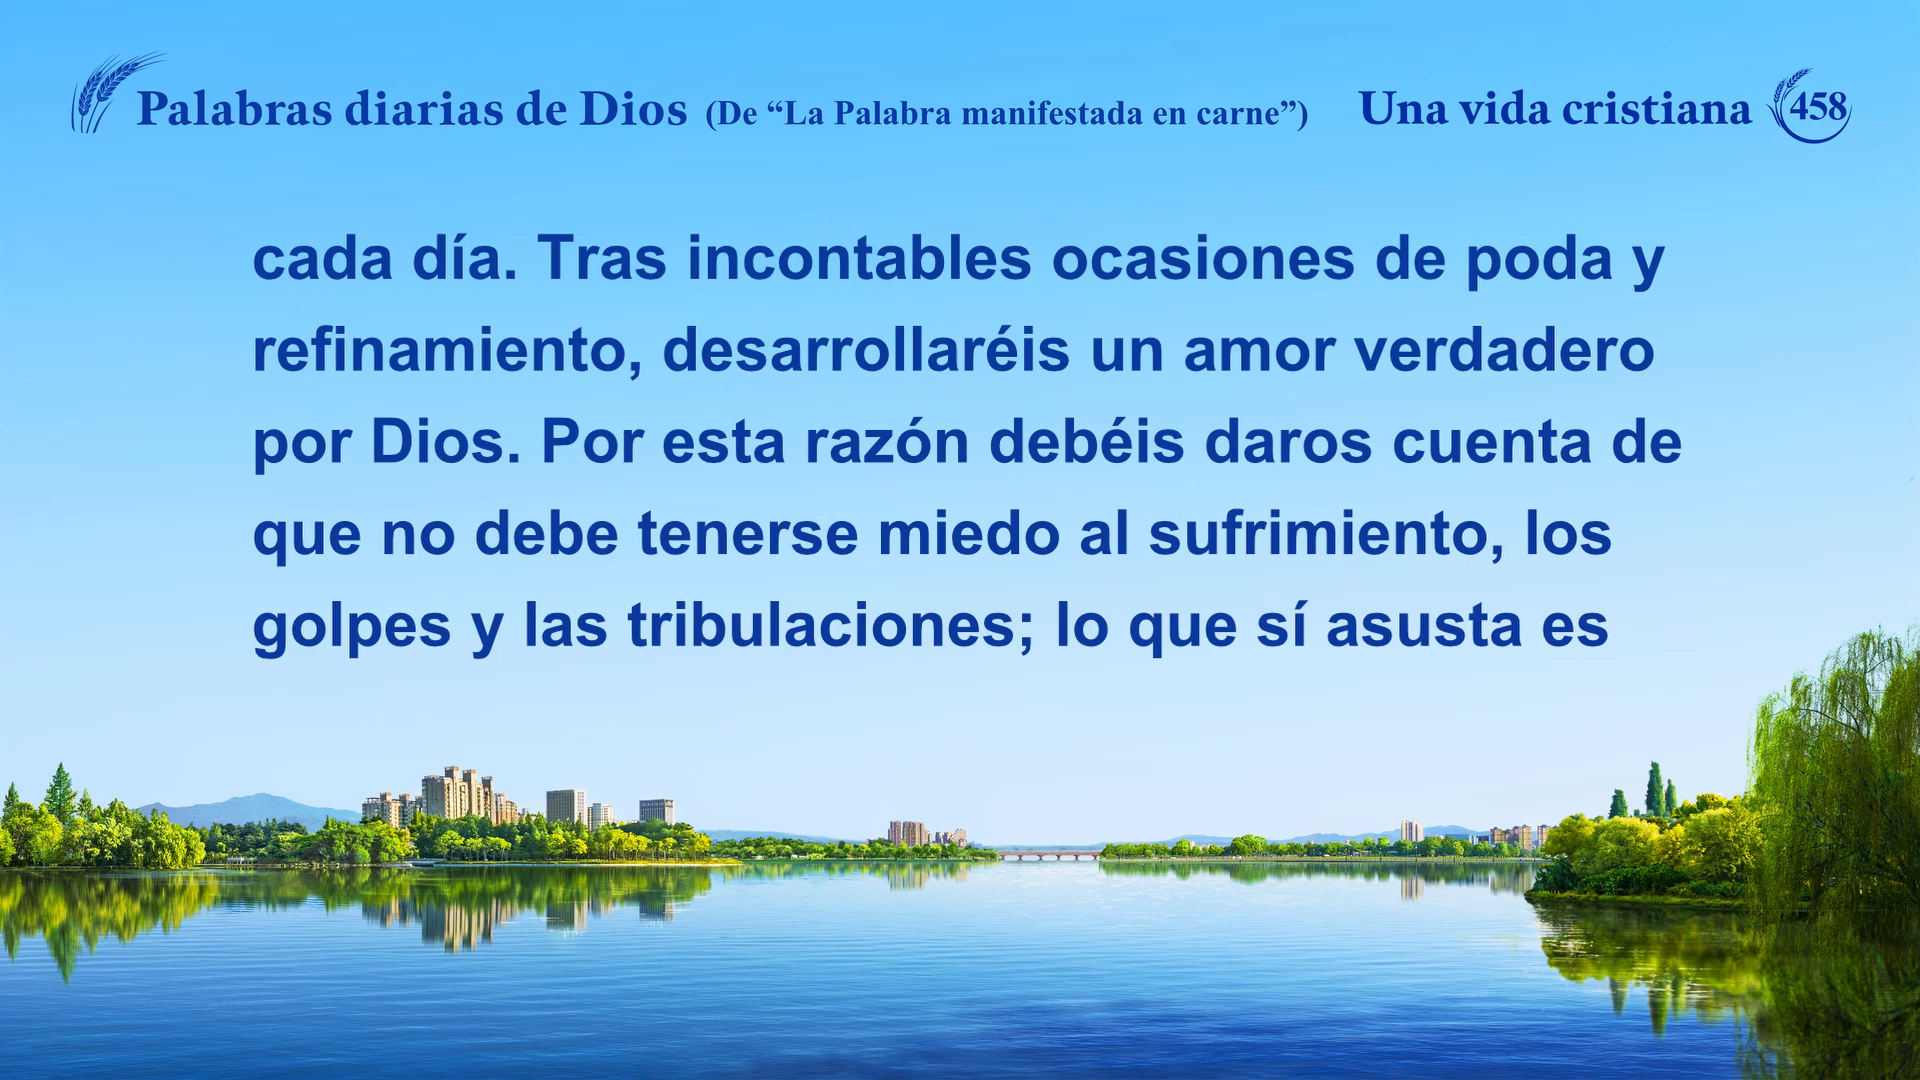 Palabras diarias de Dios (De “La Palabra manifestada en carne”) Una vida cristiana 458
cada día. Tras incontables ocasiones de poda y
refinamiento, desarrollaréis un amor verdadero
por Dios. Por esta razón debéis daros cuenta de
que no debe tenerse miedo al sufrimiento, los
golpes y las tribulaciones; lo que sí asusta es